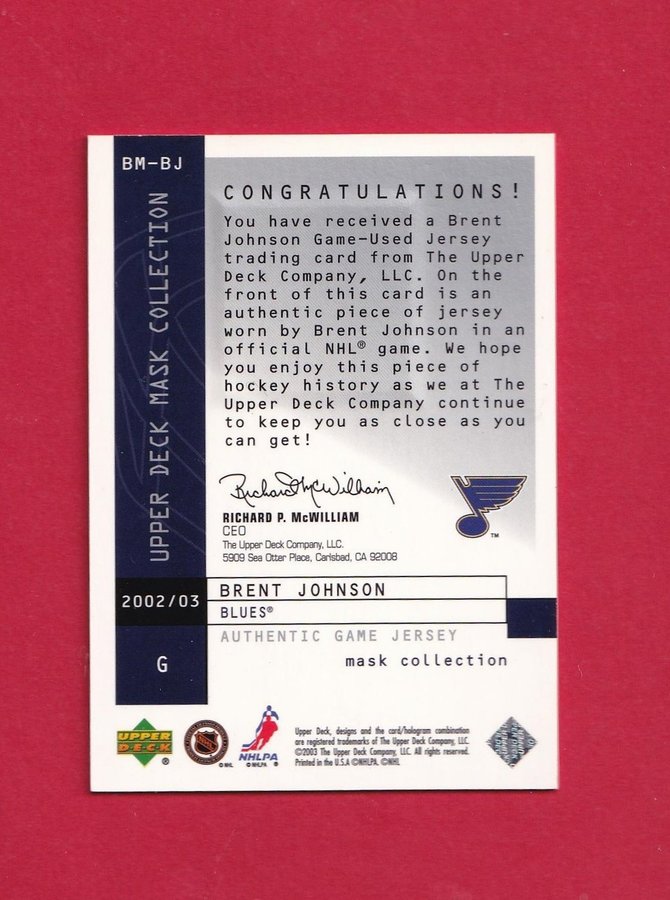 BM-BJ
UPPER DECK MASK COLLECTION
CONGRATULATIONS!
You have received a Brent
Johnson Game-Used Jersey
trading card from The Upper
Deck Company, LLC. On the
front of this card is an
authentic piece of jersey
worn by Brent Johnson in an
official NHL® game. We hope
you enjoy this piece of
hockey history as we at The
Upper Deck Company continue
to keep you as close as you
can get!
Richard P. McWilliam
RICHARD P. McWILLIAM
CEO
The Upper Deck Company, LLC.
5909 Sea Otter Place, Carlsbad, CA 92008
TM
2002/03
BRENT JOHNSON
BLUES®
AUTHENTIC GAME JERSEY
G
mask collection
UPPER
DECK
®
©NHL
NHLPA
©NHLPA
®
Upper Deck, designs and the card/hologram combination
are registered trademarks of The Upper Deck Company, LLC.
©2003 The Upper Deck Company, LLC. All rights reserved.
Printed in the U.S.A ©NHLPA. ©NHL